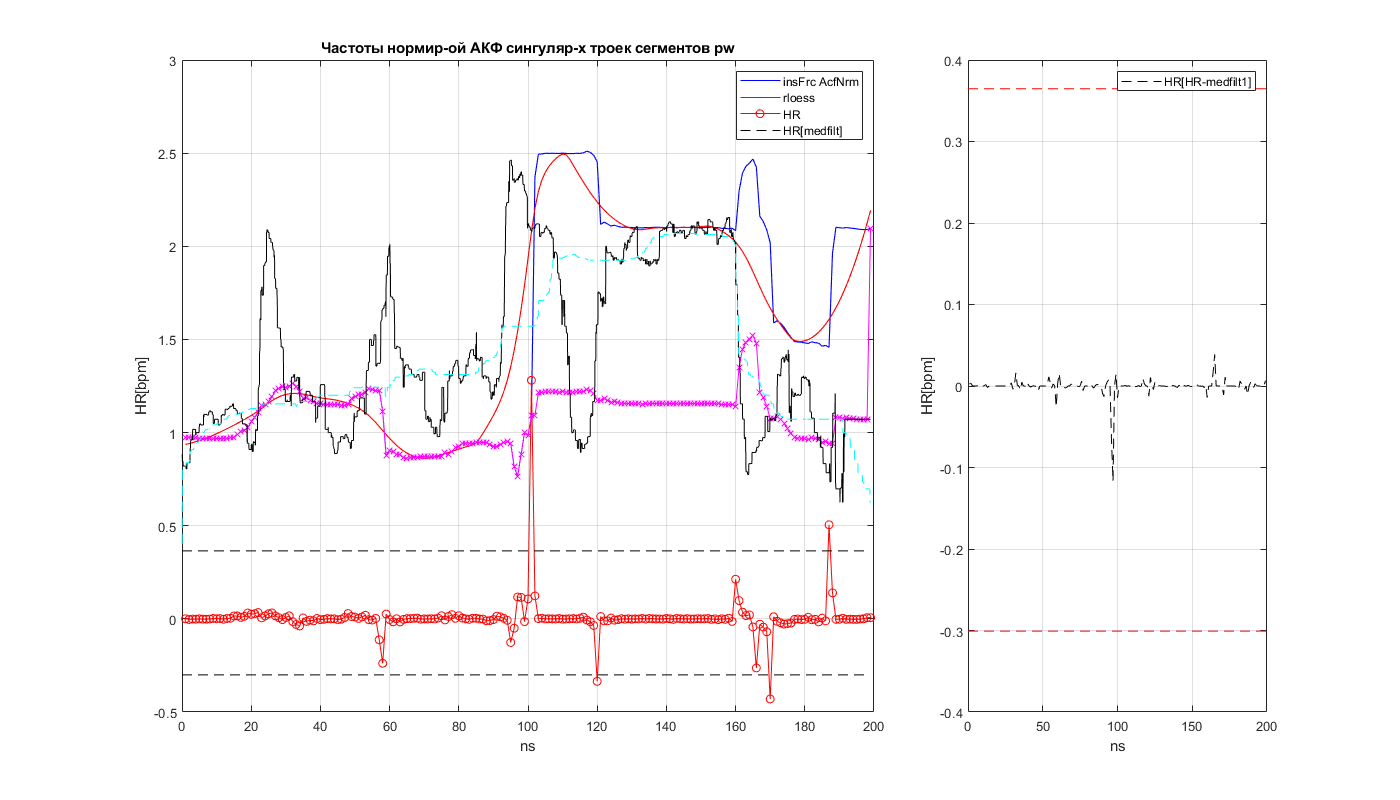 Частоты нормир-ой АКФ сингуляр-х троек сегментов pw
3
2.5
2
1.5
1
0.5
0
-0.5
HR[bpm]
0 20 40 60 80 100 120 140 160 180 200
ns
insFrc AcfNrm
rloess
HR
HR[medfilt]
0.4
0.3
0.2
0.1
0
-0.1
-0.2
-0.3
-0.4
HR[bpm]
0 50 100 150 200
ns
HR[HR-medfilt1]